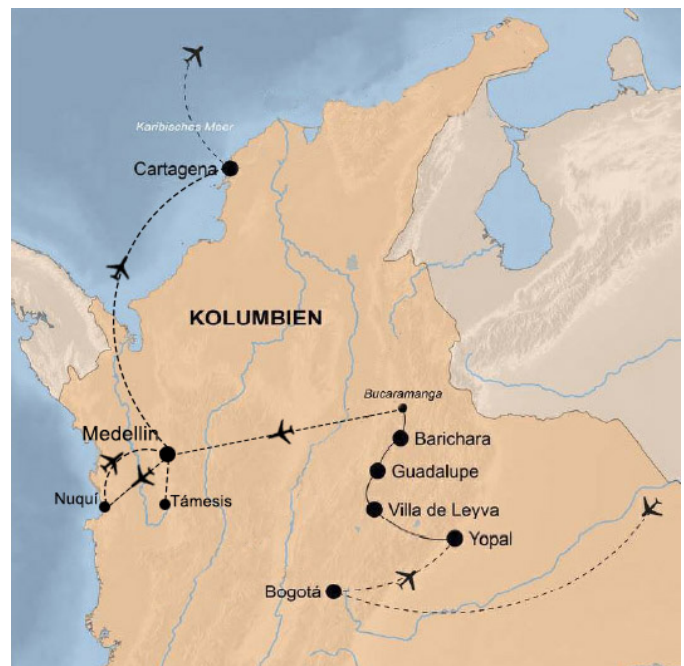 Karibisches Meer
Cartagena
KOLUMBIEN
Bucaramanga
Medellín
Barichara
Guadalupe
Nuquí
Támesis
Villa de Leyva
Yopal
Bogotá